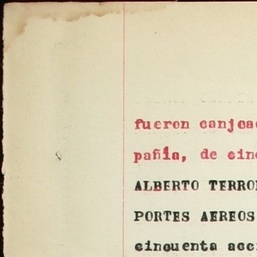 fueron canjea
pañía, de cin
ALBERTO TERRO
PORTES AEREOS
cincuenta acc